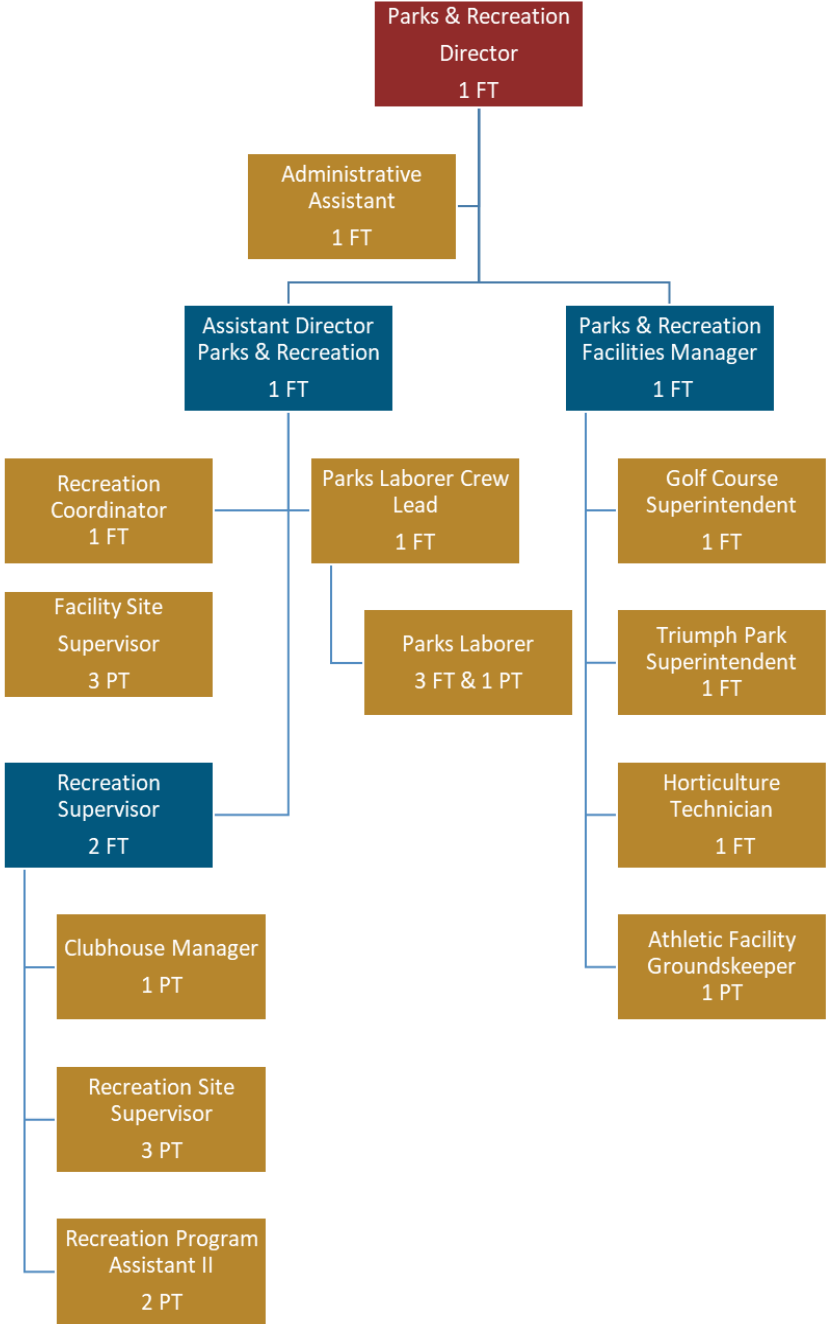 Parks & Recreation
Director
1 FT
Administrative
Assistant
1 FT
Assistant Director
Parks & Recreation
1 FT
Parks & Recreation
Facilities Manager
1 FT
Recreation
Coordinator
1 FT
Parks Laborer Crew
Lead
1 FT
Golf Course
Superintendent
1 FT
Facility Site
Supervisor
3 PT
Parks Laborer
3 FT & 1 PT
Triumph Park
Superintendent
1 FT
Recreation
Supervisor
2 FT
Horticulture
Technician
1 FT
Clubhouse Manager
1 PT
Athletic Facility
Groundskeeper
1 PT
Recreation Site
Supervisor
3 PT
Recreation Program
Assistant II
2 PT